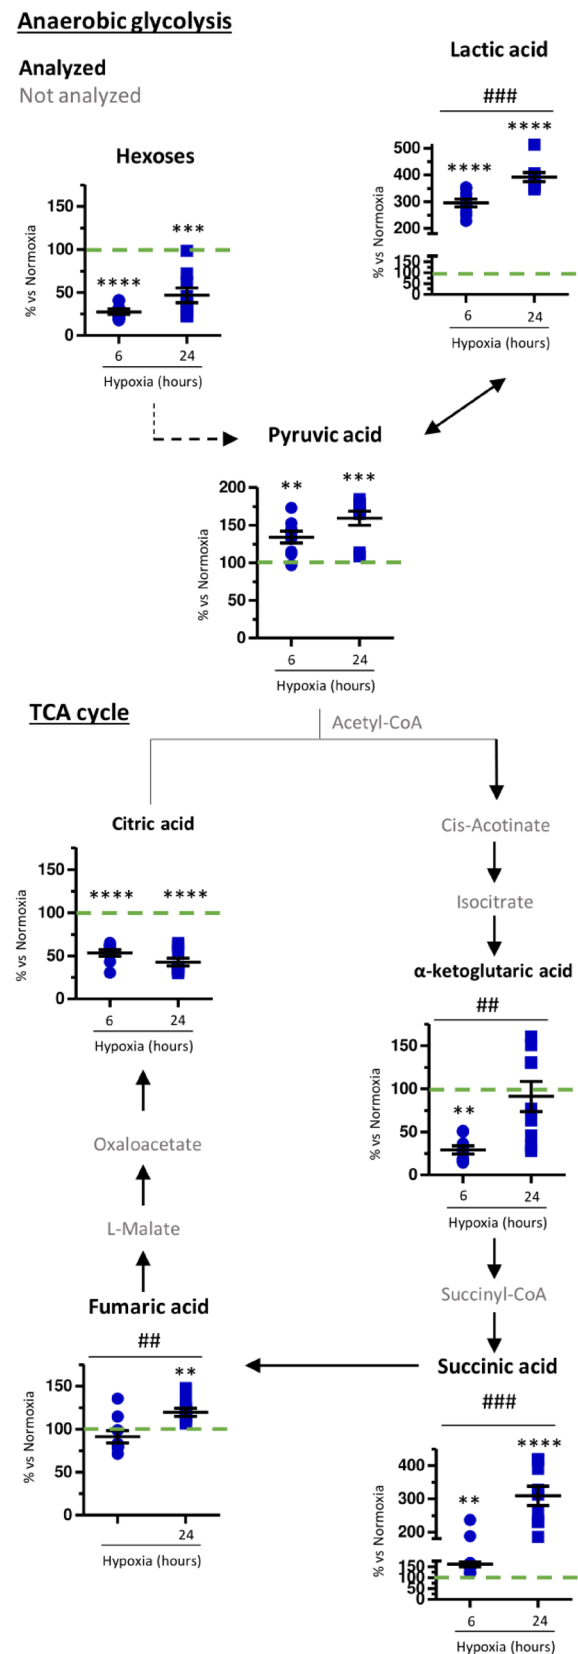 Anaerobic glycolysis
Analyzed
Not analyzed
Lactic acid
###
****
****
500
400
300
200
150
100
50
0
% vs Normoxia
6
24
Hypoxia (hours)
Hexoses
150
100
50
0
% vs Normoxia
****
***
6
24
Hypoxia (hours)
Pyruvic acid
200
150
100
50
0
% vs Normoxia
**
***
6
24
Hypoxia (hours)
TCA cycle
Acetyl-CoA
Citric acid
150
100
50
0
% vs Normoxia
****
****
6
24
Hypoxia (hours)
Cis-Acotinate
Isocitrate
α-ketoglutaric acid
##
150
100
50
0
% vs Normoxia
**
6
24
Hypoxia (hours)
Oxaloacetate
L-Malate
Fumaric acid
##
**
150
100
50
0
% vs Normoxia
24
Hypoxia (hours)
Succinyl-CoA
Succinic acid
###
****
**
400
300
200
150
100
50
0
% vs Normoxia
6
24
Hypoxia (hours)